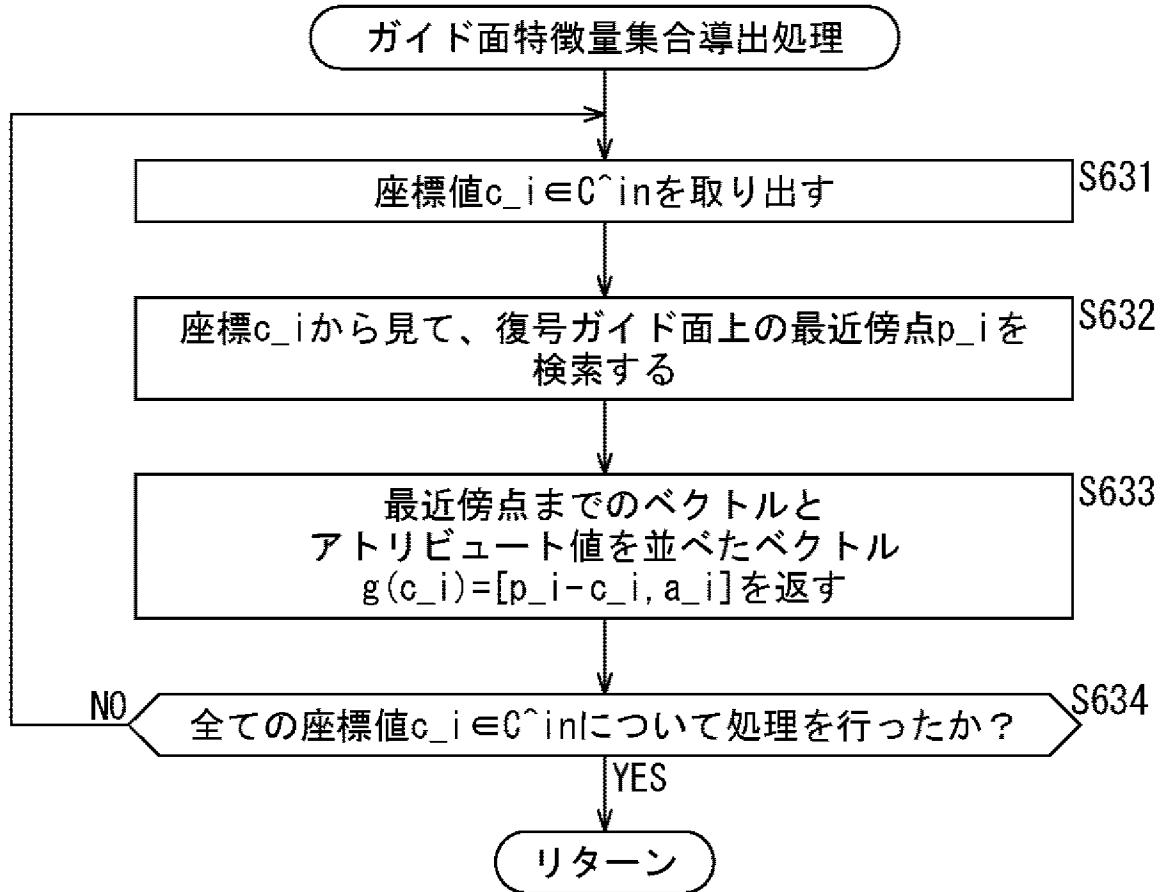 ガイド面特徴量集合導出処理
座標値c_i∈C^inを取り出す
S631
座標c_iから見て、復号ガイド面上の最近傍点p_iを
検索する
S632
最近傍点までのベクトルと
アトリビュート値を並べたベクトル
g(c_i)=[p_i-c_i,a_i]を返す
S633
全ての座標値c_i∈C^inについて処理を行ったか？
S634
NO
YES
リターン